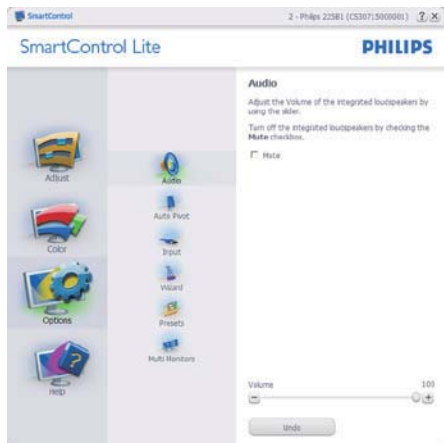 SmartControl
2 - Philips 225B1 (CS30715000001)
SmartControl Lite
PHILIPS
Adjust
Color
Options
Help
Audio
Auto Pivot
Input
Wizard
Presets
Multi Monitors
Audio
Adjust the Volume of the integrated loudspeakers by
using the slider.
Turn off the integrated loudspeakers by checking the
Mute checkbox.
Mute
Volume
100
Undo